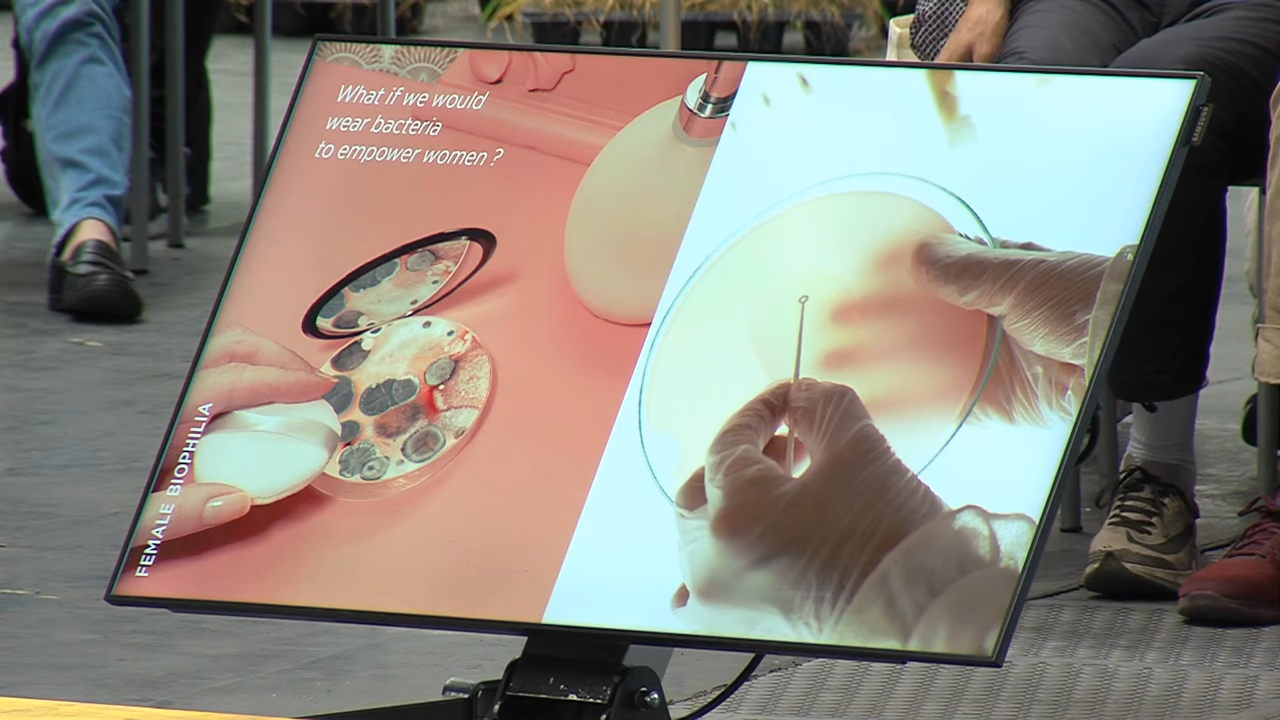 What if we would
wear bacteria
to empower women ?
FEMALE BIOPHILIA